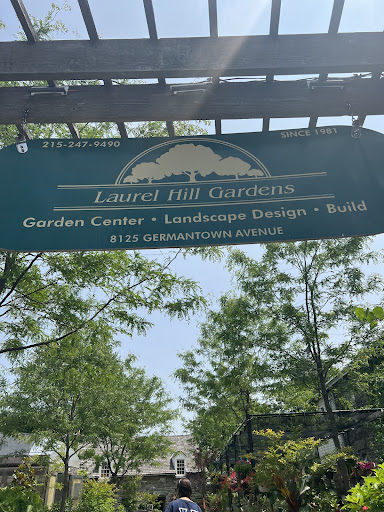 215-247-9490
SINCE 1981
Laurel Hill Gardens
Garden Center • Landscape Design • Build
8125 GERMANTOWN AVENUE